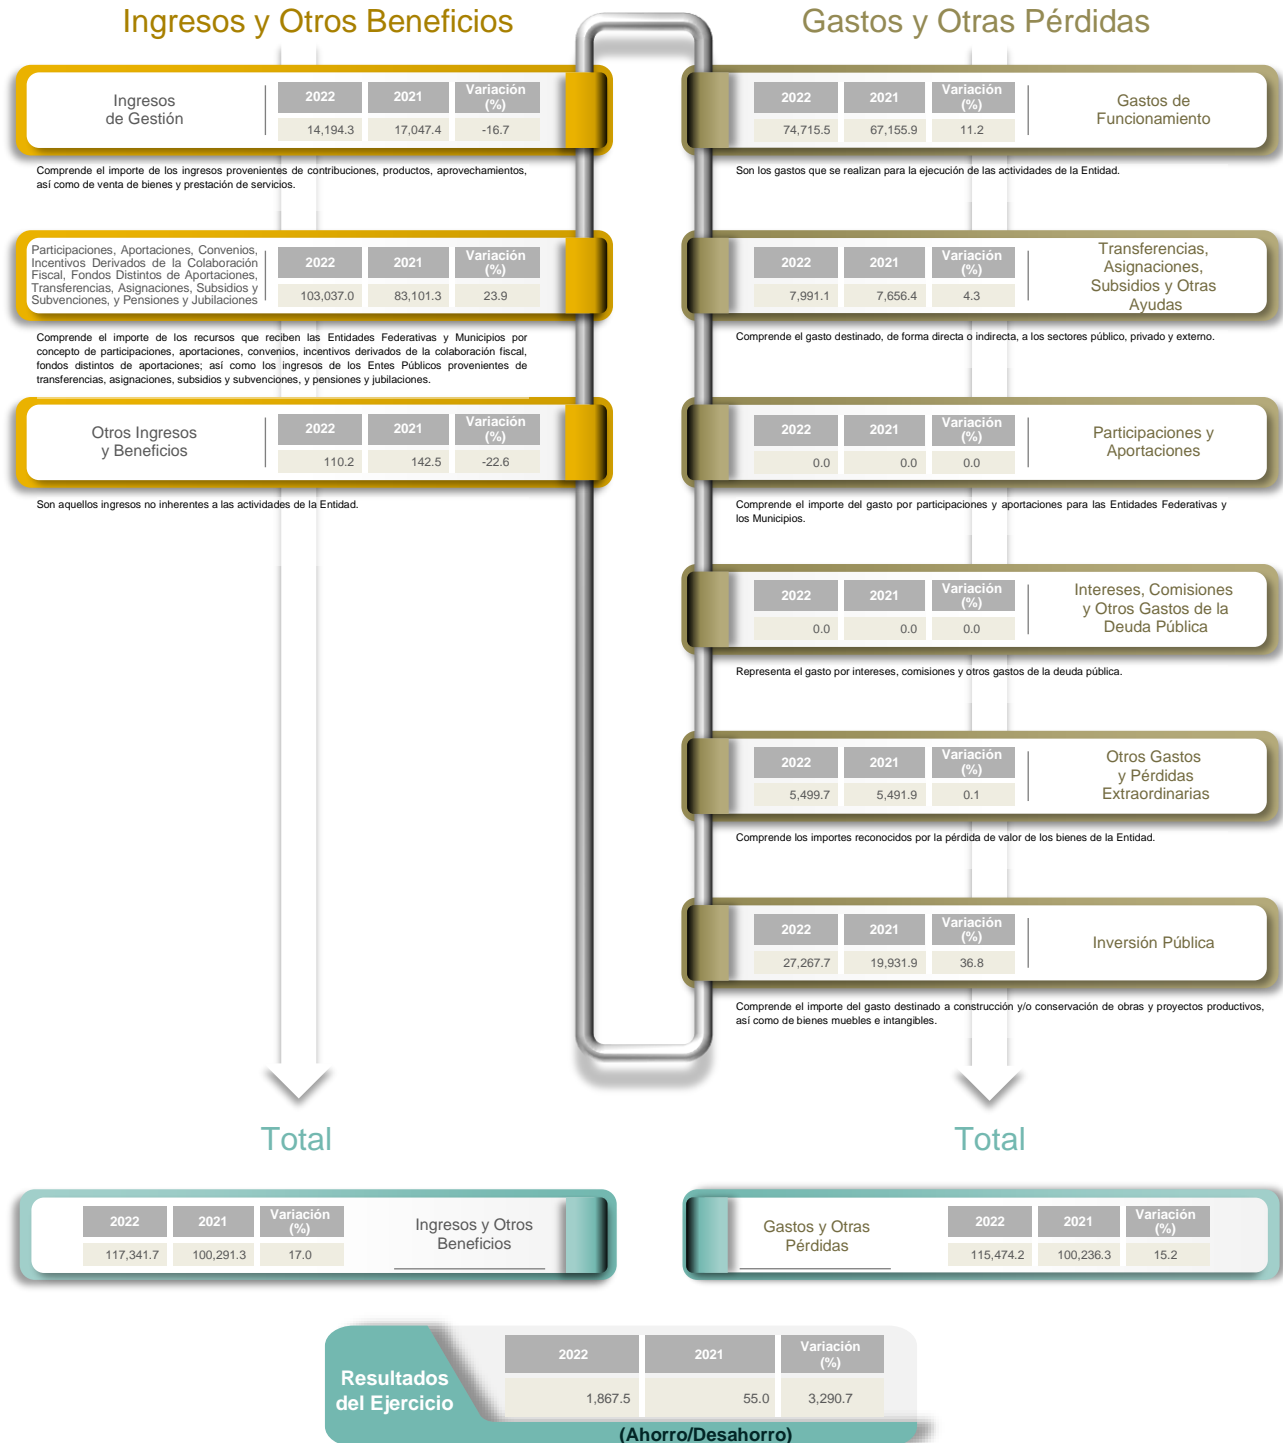 Ingresos y Otros Beneficios
Ingresos
de Gestión
2022 2021 Variación
(%)
14,194.3 17,047.4 -16.7
Comprende el importe de los ingresos provenientes de contribuciones, productos, aprovechamientos,
así como de venta de bienes y prestación de servicios.
Participaciones, Aportaciones, Convenios,
Incentivos Derivados de la Colaboración
Fiscal, Fondos Distintos de Aportaciones,
Transferencias, Asignaciones, Subsidios y
Subvenciones, y Pensiones y Jubilaciones
2022 2021 Variación
(%)
103,037.0 83,101.3 23.9
Comprende el importe de los recursos que reciben las Entidades Federativas y Municipios por
concepto de participaciones, aportaciones, convenios, incentivos derivados de la colaboración fiscal,
fondos distintos de aportaciones; así como los ingresos de los Entes Públicos provenientes de
transferencias, asignaciones, subsidios y subvenciones, y pensiones y jubilaciones.
Otros Ingresos
y Beneficios
2022 2021 Variación
(%)
110.2 142.5 -22.6
Son aquellos ingresos no inherentes a las actividades de la Entidad.
Gastos y Otras Pérdidas
2022 2021 Variación
(%)
74,715.5 67,155.9 11.2
Gastos de
Funcionamiento
Son los gastos que se realizan para la ejecución de las actividades de la Entidad.
2022 2021 Variación
(%)
7,991.1 7,656.4 4.3
Transferencias,
Asignaciones,
Subsidios y Otras
Ayudas
Comprende el gasto destinado, de forma directa o indirecta, a los sectores público, privado y externo.
2022 2021 Variación
(%)
0.0 0.0 0.0
Participaciones y
Aportaciones
Comprende el importe del gasto por participaciones y aportaciones para las Entidades Federativas y
los Municipios.
2022 2021 Variación
(%)
0.0 0.0 0.0
Intereses, Comisiones
y Otros Gastos de la
Deuda Pública
Representa el gasto por intereses, comisiones y otros gastos de la deuda pública.
2022 2021 Variación
(%)
5,499.7 5,491.9 0.1
Otros Gastos
y Pérdidas
Extraordinarias
Comprende los importes reconocidos por la pérdida de valor de los bienes de la Entidad.
2022 2021 Variación
(%)
27,267.7 19,931.9 36.8
Inversión Pública
Comprende el importe del gasto destinado a construcción y/o conservación de obras y proyectos productivos,
así como de bienes muebles e intangibles.
Total
2022 2021 Variación
(%)
117,341.7 100,291.3 17.0
Ingresos y Otros
Beneficios
Total
Gastos y Otras
Pérdidas
2022 2021 Variación
(%)
115,474.2 100,236.3 15.2
Resultados
del Ejercicio
2022 2021 Variación
(%)
1,867.5 55.0 3,290.7
(Ahorro/Desahorro)